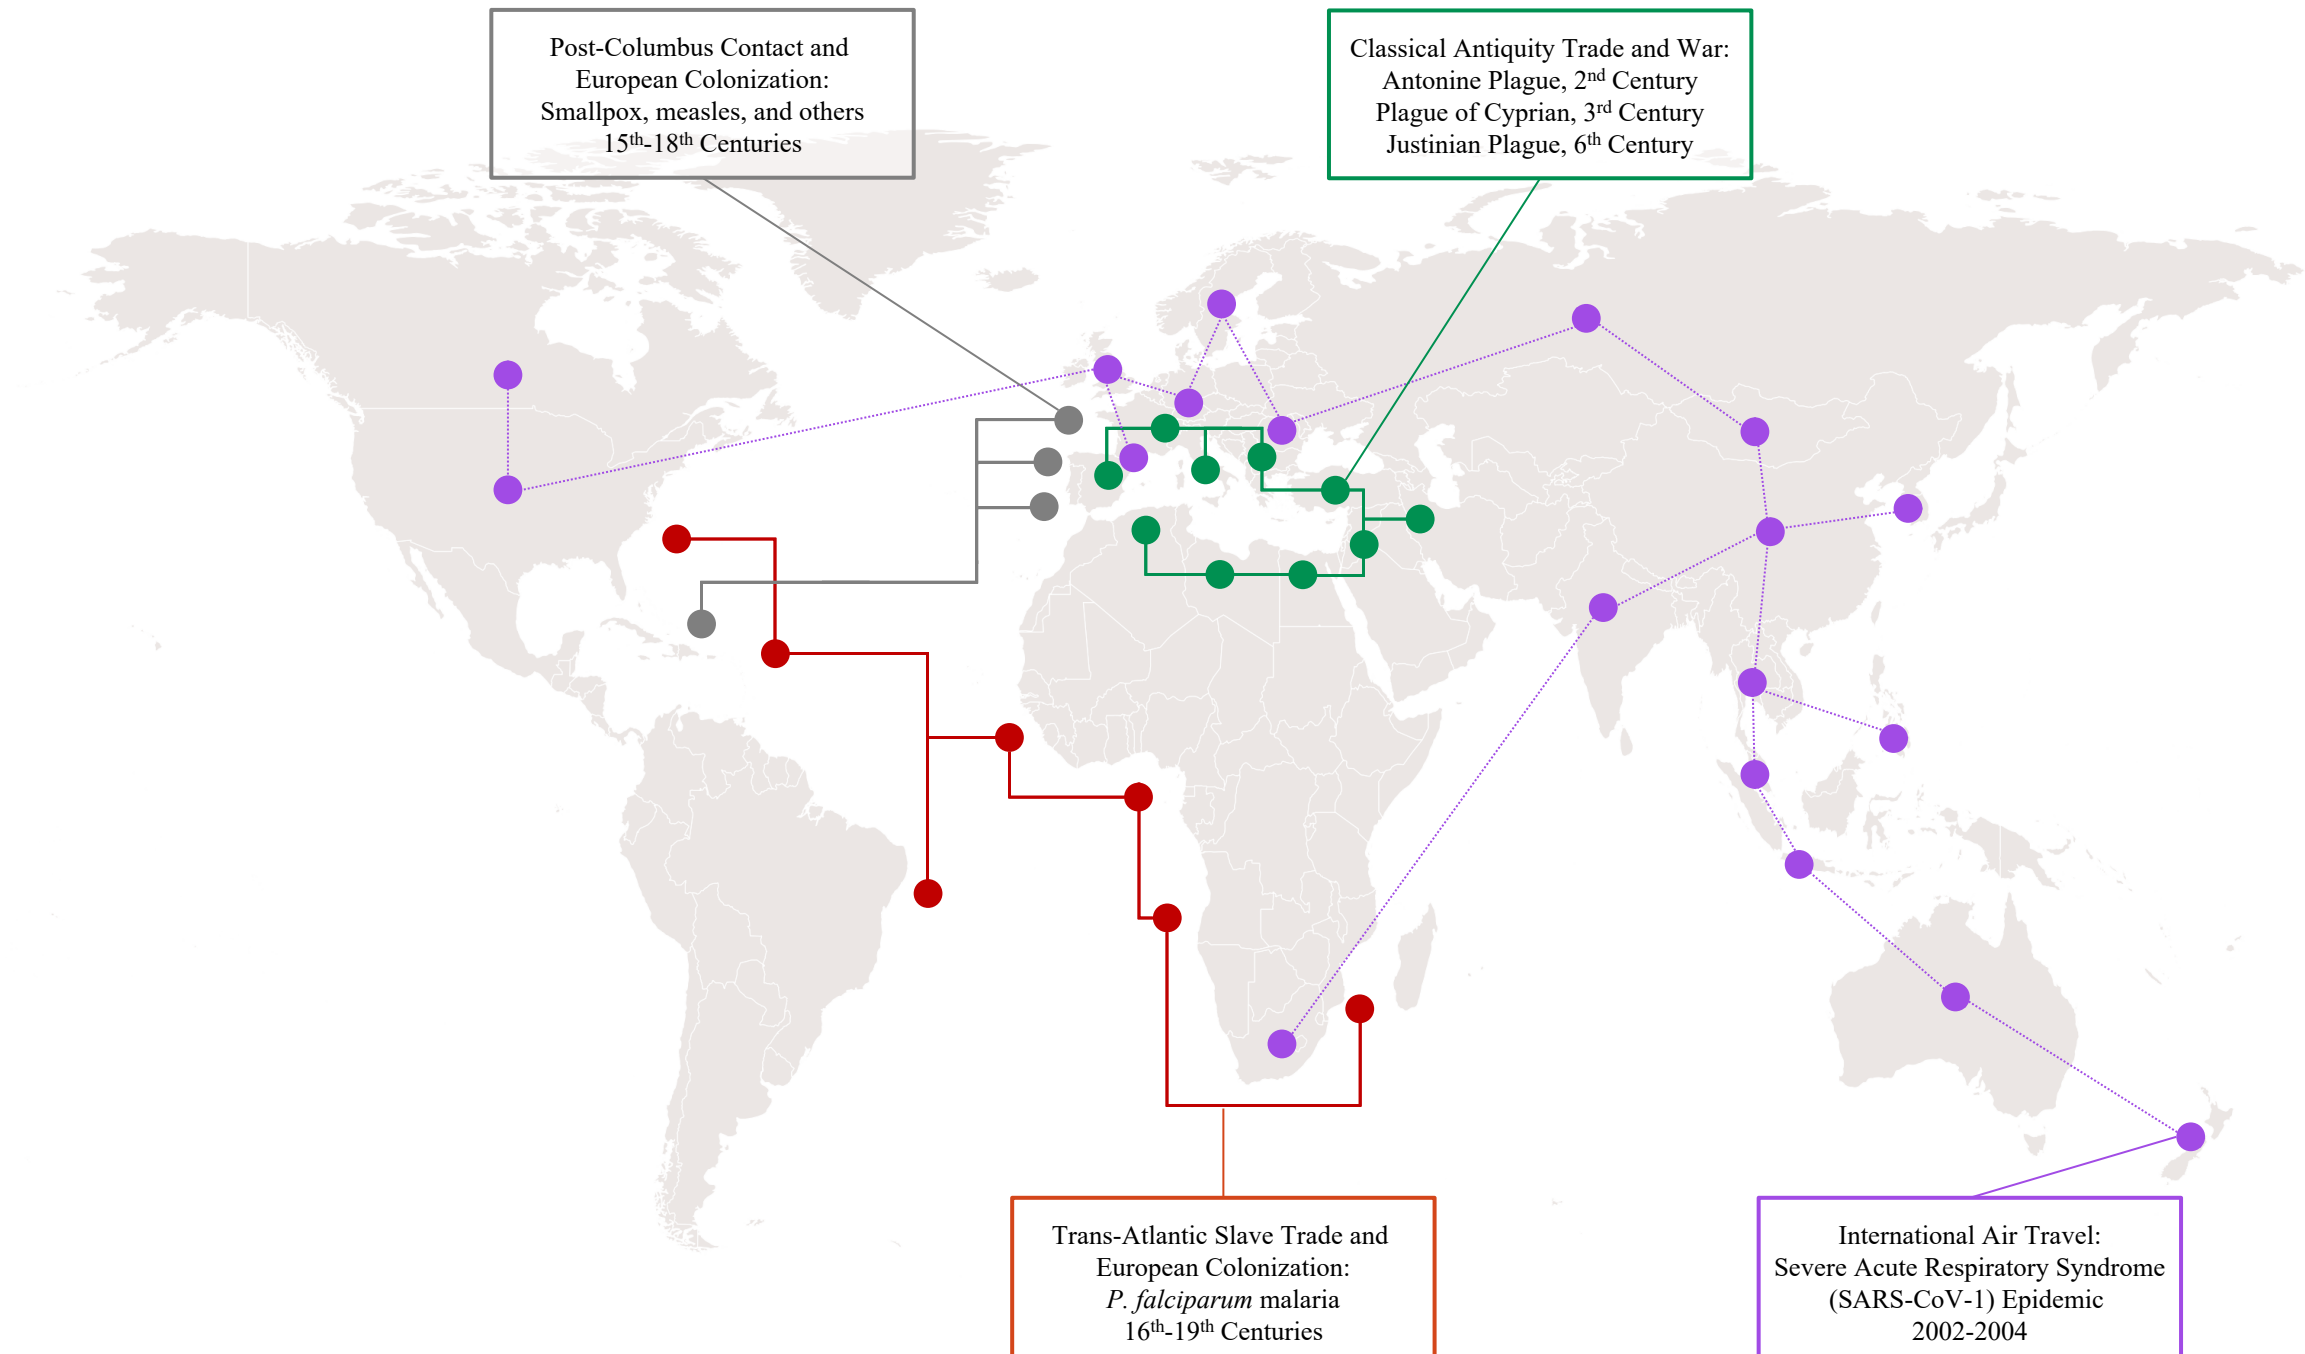 Post-Columbus Contact and
European Colonization:
Smallpox, measles, and others
15th-18th Centuries
Classical Antiquity Trade and War:
Antonine Plague, 2nd Century
Plague of Cyprian, 3rd Century
Justinian Plague, 6th Century
Trans-Atlantic Slave Trade and
European Colonization:
P. falciparum malaria
16th-19th Centuries
International Air Travel:
Severe Acute Respiratory Syndrome
(SARS-CoV-1) Epidemic
2002-2004